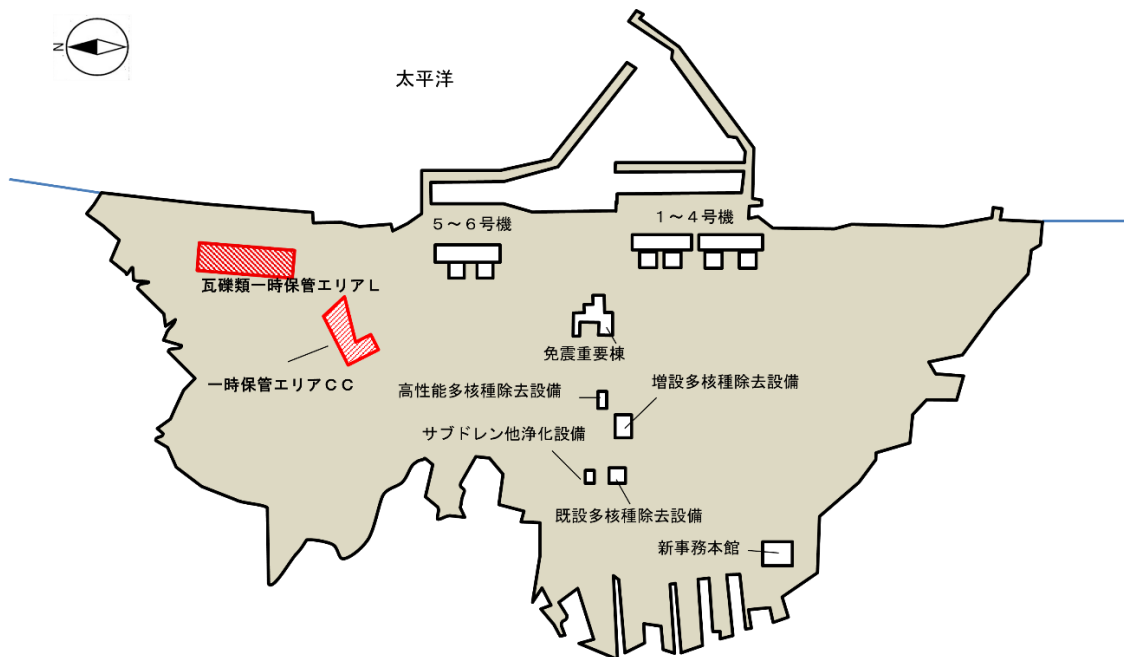 N
太平洋
５～６号機
１～４号機
瓦礫類一時保管エリアＬ
免震重要棟
一時保管エリアＣＣ
高性能多核種除去設備
増設多核種除去設備
サブドレン他浄化設備
既設多核種除去設備
新事務本館